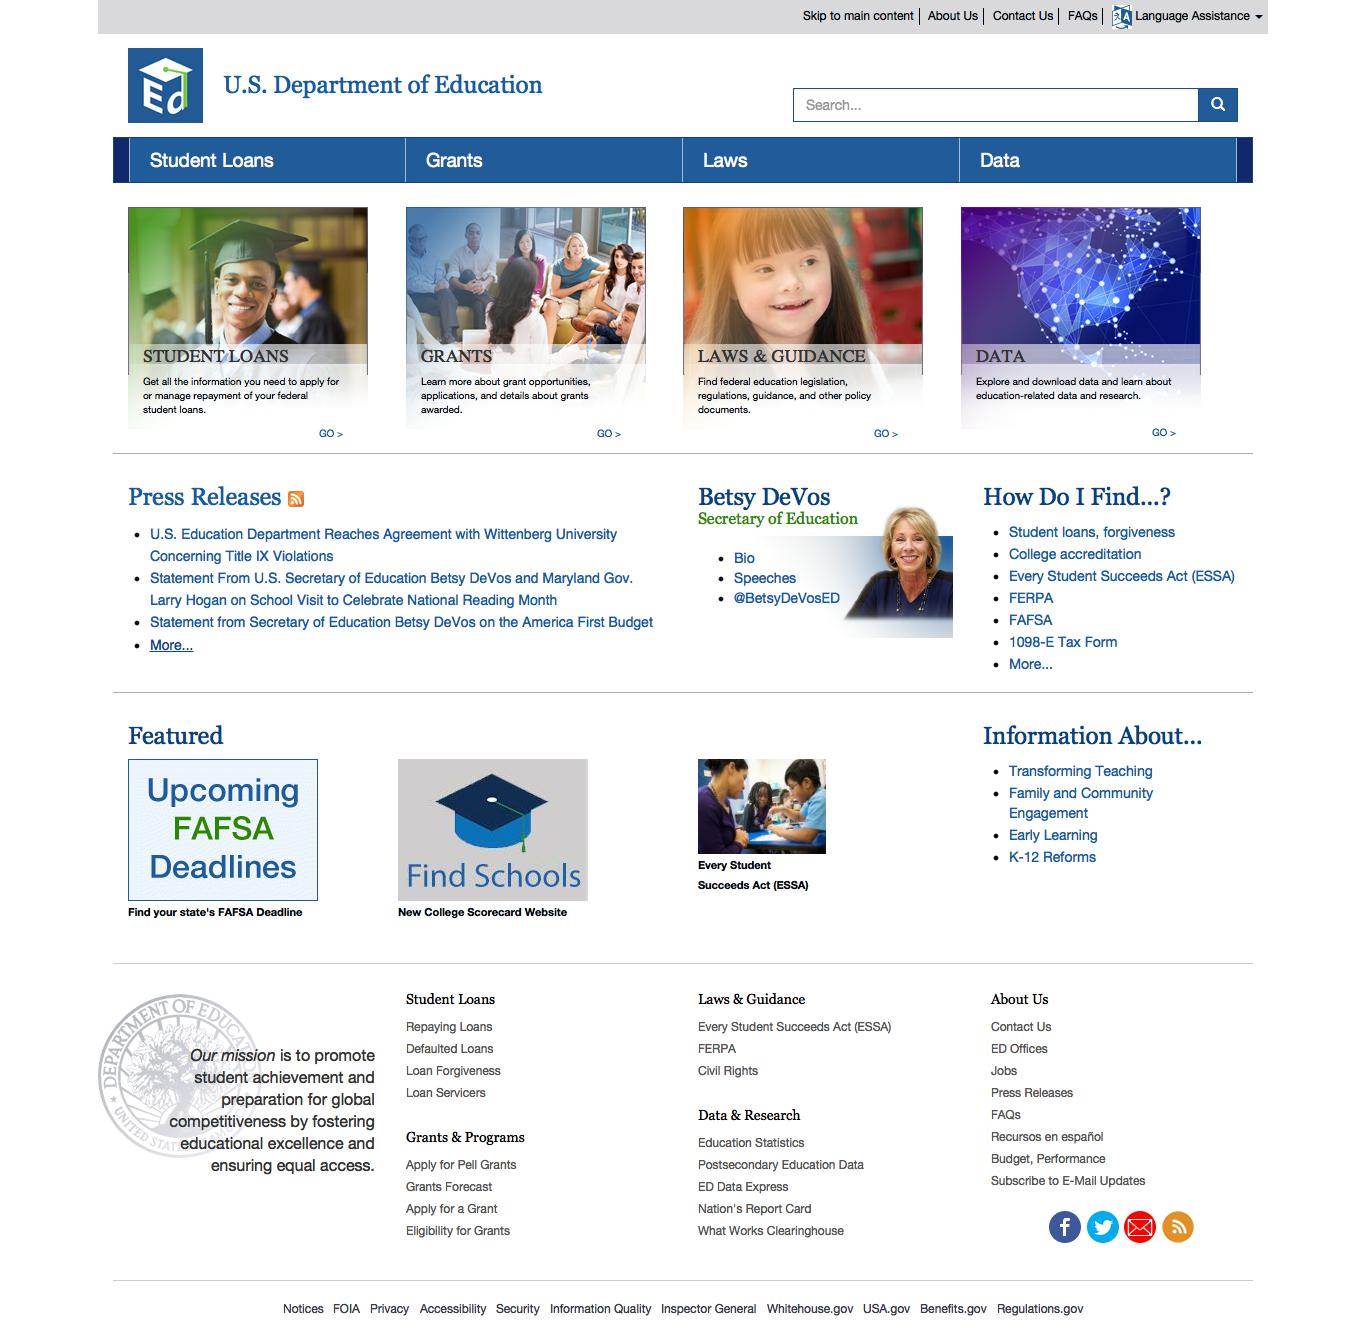 Skip to main content About Us Contact Us FAQs Language Assistance
Ed
U.S. Department of Education
Search...
Student Loans Grants Laws Data
STUDENT LOANS
Get all the information you need to apply for
or manage repayment of your federal
student loans.
GO >
GRANTS
Learn more about grant opportunities,
applications, and details about grants
awarded.
GO >
LAWS & GUIDANCE
Find federal education legislation,
regulations, guidance, and other policy
documents.
GO >
DATA
Explore and download data and learn about
education-related data and research.
GO >
Press Releases
U.S. Education Department Reaches Agreement with Wittenberg University
Concerning Title IX Violations
Statement From U.S. Secretary of Education Betsy DeVos and Maryland Gov.
Larry Hogan on School Visit to Celebrate National Reading Month
Statement from Secretary of Education Betsy DeVos on the America First Budget
More...
Betsy DeVos
Secretary of Education
Bio
Speeches
@BetsyDeVosED
How Do I Find...?
Student loans, forgiveness
College accreditation
Every Student Succeeds Act (ESSA)
FERPA
FAFSA
1098-E Tax Form
More...
Featured
Upcoming
FAFSA
Deadlines
Find your state's FAFSA Deadline
Find Schools
New College Scorecard Website
Every Student
Succeeds Act (ESSA)
Information About...
Transforming Teaching
Family and Community
Engagement
Early Learning
K-12 Reforms
DEPARTMENT OF EDUCA
UNITED STA
Our mission is to promote
student achievement and
preparation for global
competitiveness by fostering
educational excellence and
ensuring equal access.
Student Loans
Repaying Loans
Defaulted Loans
Loan Forgiveness
Loan Servicers
Grants & Programs
Apply for Pell Grants
Grants Forecast
Apply for a Grant
Eligibility for Grants
Laws & Guidance
Every Student Succeeds Act (ESSA)
FERPA
Civil Rights
Data & Research
Education Statistics
Postsecondary Education Data
ED Data Express
Nation's Report Card
What Works Clearinghouse
About Us
Contact Us
ED Offices
Jobs
Press Releases
FAQs
Recursos en español
Budget, Performance
Subscribe to E-Mail Updates
Notices FOIA Privacy Accessibility Security Information Quality Inspector General Whitehouse.gov USA.gov Benefits.gov Regulations.gov